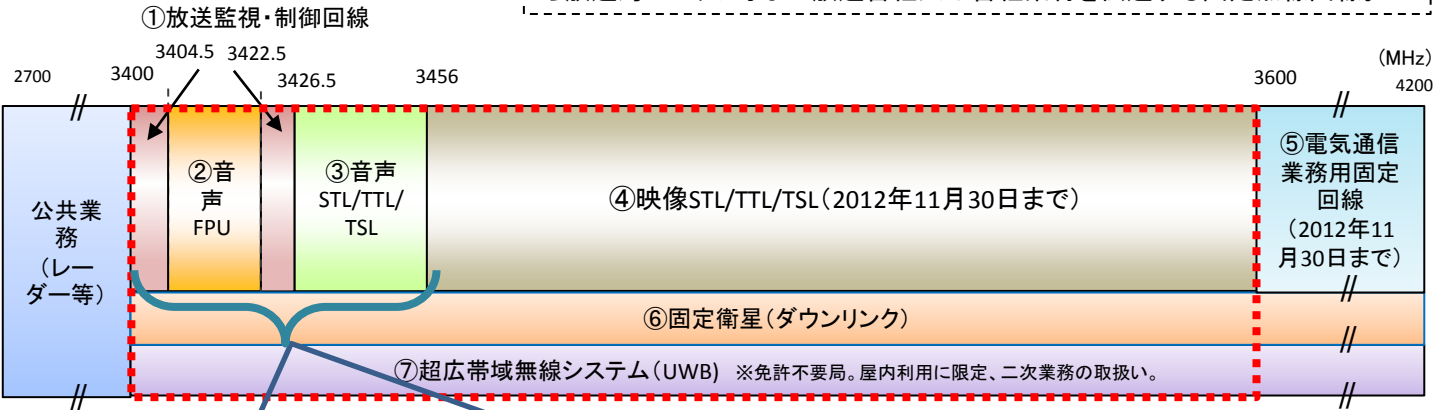 ①放送監視・制御回線
3404.5 3422.5
(MHz)
2700 3400 3426.5 3456 3600 4200
公共業
務
(レー
ダー等)
②音
声
FPU
③音声
STL/TTL/
TSL
④映像STL/TTL/TSL(2012年11月30日まで)
⑤電気通信
業務用固定
回線
(2012年11
月30日まで)
⑥固定衛星(ダウンリンク)
⑦超広帯域無線システム(UWB) ※免許不要局。屋内利用に限定、二次業務の取扱い。